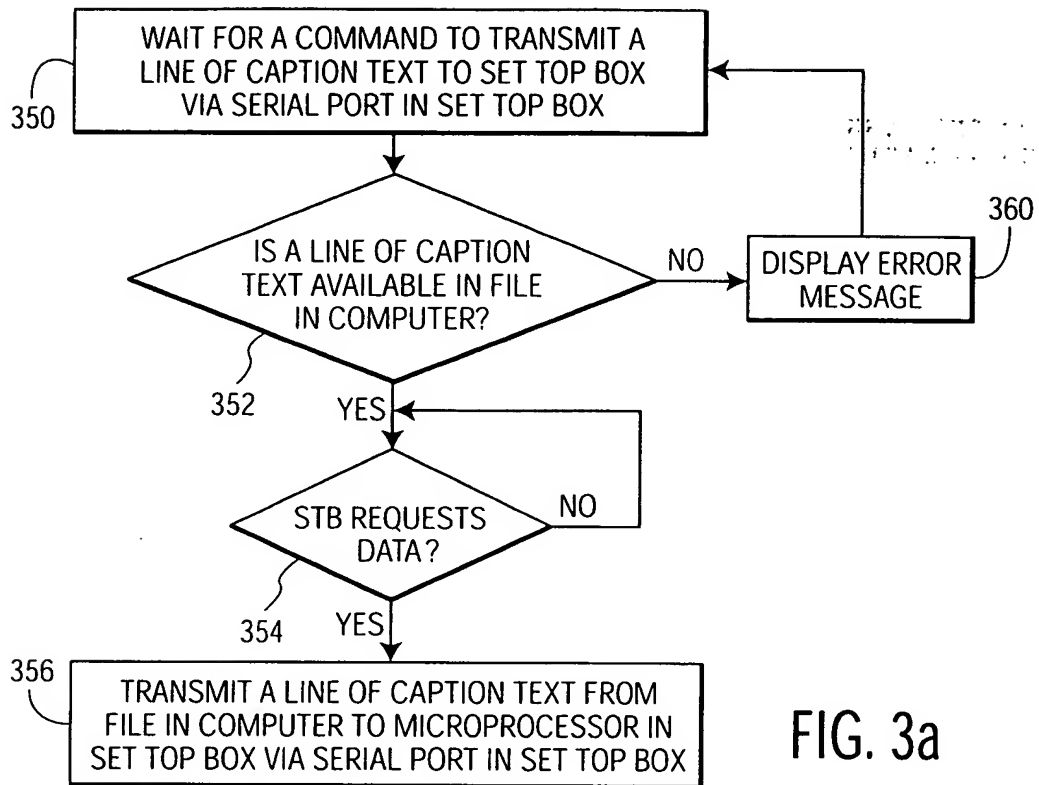 WAIT FOR A COMMAND TO TRANSMIT A
LINE OF CAPTION TEXT TO SET TOP BOX
VIA SERIAL PORT IN SET TOP BOX
350
IS A LINE OF CAPTION
TEXT AVAILABLE IN FILE
IN COMPUTER?
352
NO
DISPLAY ERROR
MESSAGE
360
YES
STB REQUESTS
DATA?
354
NO
YES
356
TRANSMIT A LINE OF CAPTION TEXT FROM
FILE IN COMPUTER TO MICROPROCESSOR IN
SET TOP BOX VIA SERIAL PORT IN SET TOP BOX
FIG. 3a